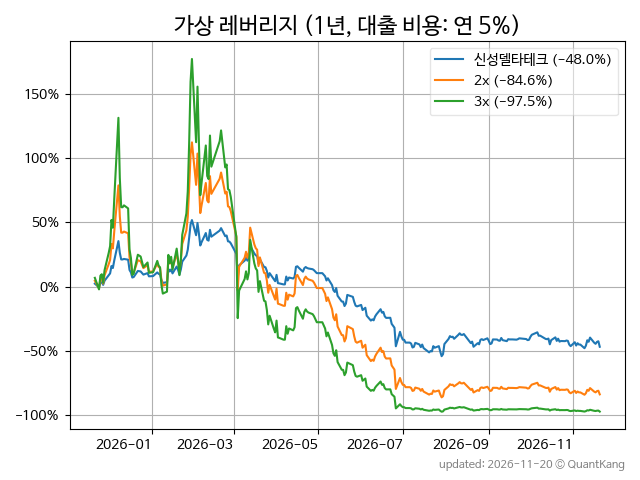 가상 레버리지 (1년, 대출 비용: 연 5%)
신성델타테크 (-48.0%)
2x (-84.6%)
3x (-97.5%)
150%
100%
50%
0%
-50%
-100%
2026-01
2026-03
2026-05
2026-07
2026-09
2026-11
updated: 2026-11-20 © QuantKang